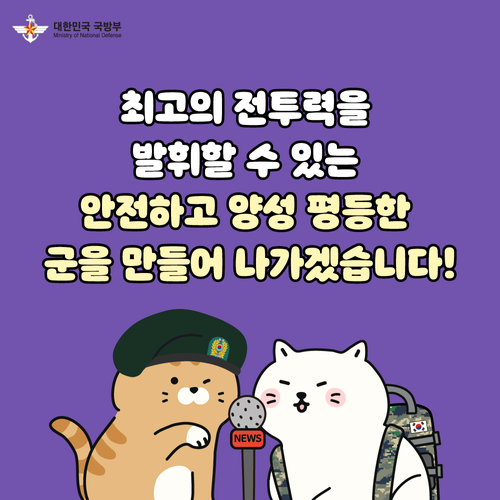 대한민국 국방부
Ministry of National Defense
최고의 전투력을
발휘할 수 있는
안전하고 양성 평등한
군을 만들어 나가겠습니다!
NEWS